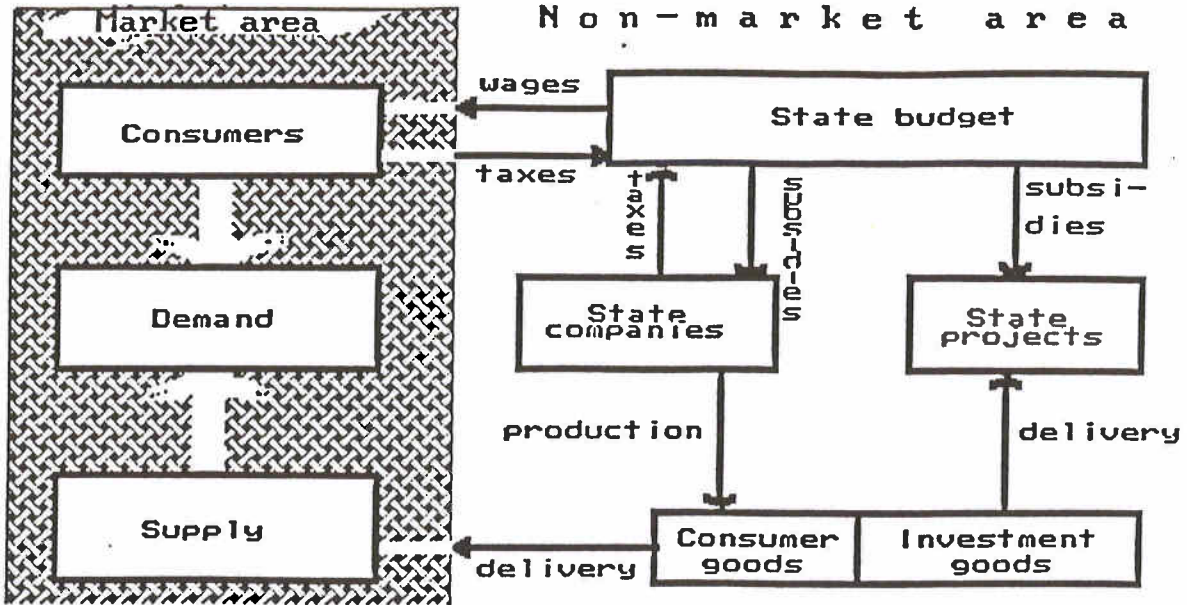 Market area
Non-market area
wages
Consumers
State budget
taxes
taxes
subsidies
subsi-
dies
Demand
State
companies
State
projects
production
delivery
Supply
Consumer
goods
Investment
goods
delivery